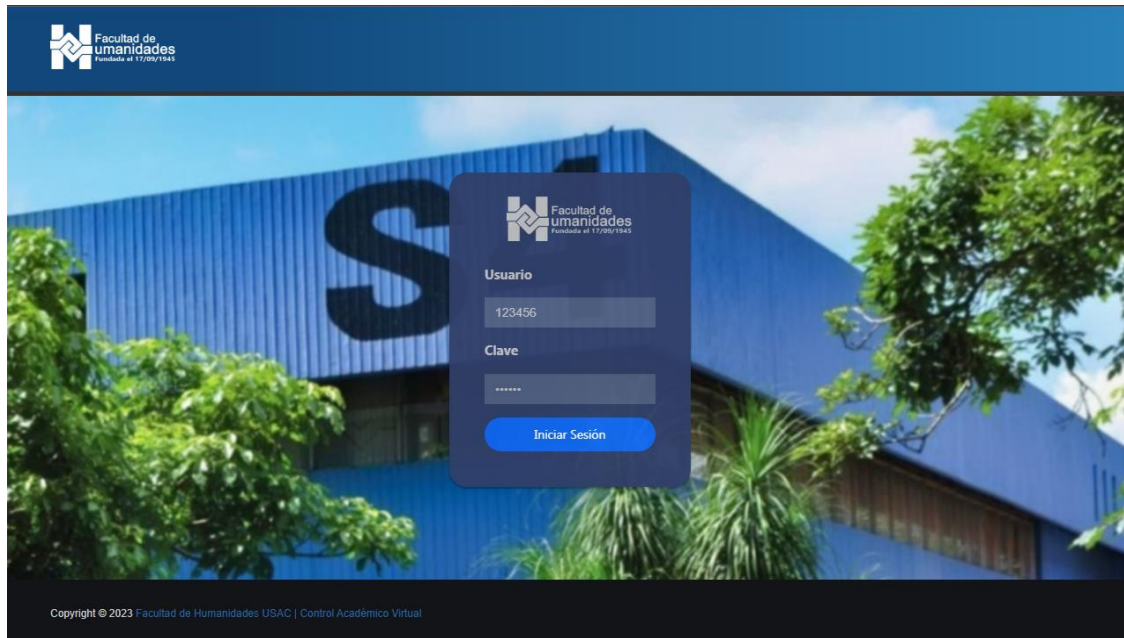 Facultad de
Humanidades
Fundada el 17/09/1945
S4
Facultad de
Humanidades
Fundada el 17/09/1945
Usuario
123456
Clave
••••••
Iniciar Sesión
Copyright © 2023 Facultad de Humanidades USAC | Control Académico Virtual